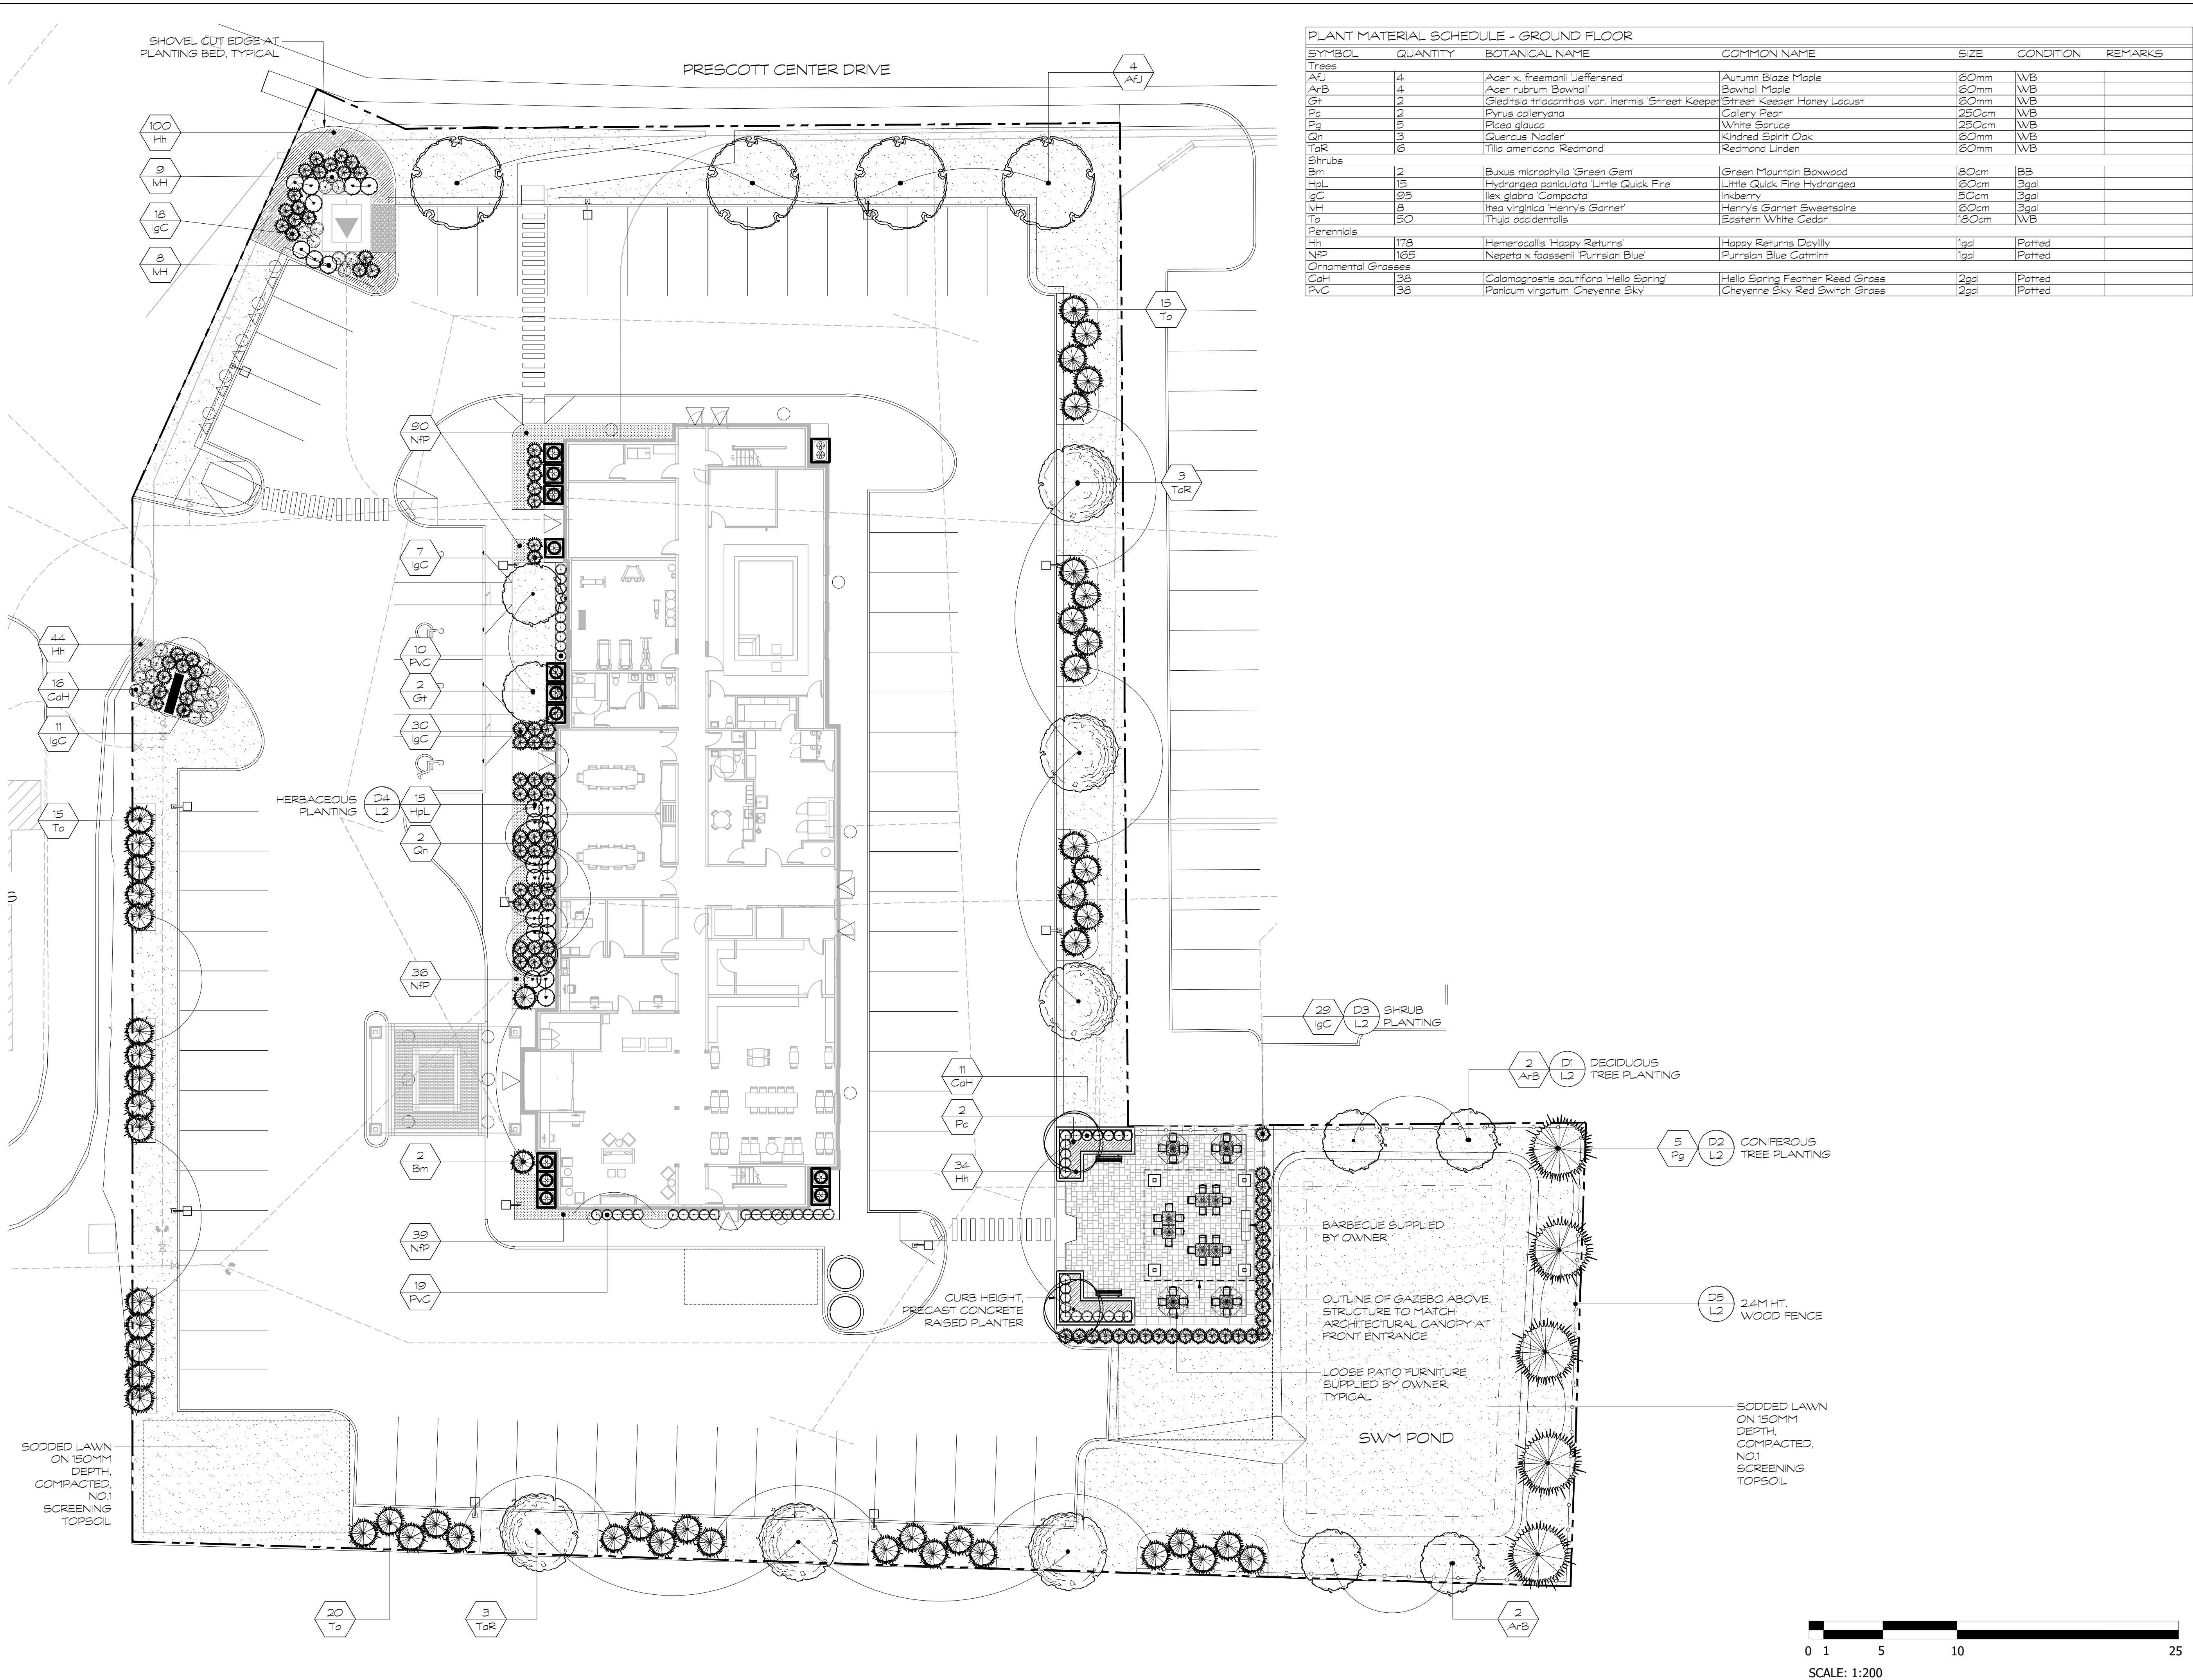 SHOVEL CUT EDGE AT
PLANTING BED, TYPICAL
PRESCOTT CENTER DRIVE
4
AfJ
100
Hh
9
IvH
18
IgC
8
IvH
15
To
90
NfP
3
TaR
7
IgC
44
Hh
10
PVC
16
CaH
2
Gt
11
IgC
30
IgC
HERBACEOUS
PLANTING
D4
L2
15
HpL
15
To
2
Qn
36
NfP
29
IgC
D3
L2
SHRUB
PLANTING
11
CaH
2
ArB
D1
L2
DECIDUOUS
TREE PLANTING
2
Pc
5
Pg
D2
L2
CONIFEROUS
TREE PLANTING
2
Bm
34
Hh
BARBECUE SUPPLIED
BY OWNER
39
NfP
19
PVC
CURB HEIGHT,
PRECAST CONCRETE
RAISED PLANTER
OUTLINE OF GAZEBO ABOVE.
STRUCTURE TO MATCH
ARCHITECTURAL CANOPY AT
FRONT ENTRANCE
D5
L2
2.4M HT.
WOOD FENCE
LOOSE PATIO FURNITURE
SUPPLIED BY OWNER,
TYPICAL
SWM POND
SODDED LAWN
ON 150MM
DEPTH,
COMPACTED,
NO.1
SCREENING
TOPSOIL
SODDED LAWN
ON 150MM
DEPTH,
COMPACTED,
NO.1
SCREENING
TOPSOIL
20
To
3
TaR
2
ArB
PLANT MATERIAL SCHEDULE - GROUND FLOOR
SYMBOL QUANTITY BOTANICAL NAME COMMON NAME SIZE CONDITION REMARKS
Trees
AfJ 4 Acer x. freemanii 'Jeffersred' Autumn Blaze Maple 60mm WB
ArB 4 Acer rubrum 'Bowhall' Bowhall Maple 60mm WB
Gt 2 Gleditsia triacanthos var. inermis 'Street Keeper' Street Keeper Honey Locust 60mm WB
Pc 2 Pyrus calleryana Callery Pear 250cm WB
Pg 5 Picea glauca White Spruce 250cm WB
Qn 3 Quercus 'Nadler' Kindred Spirit Oak 60mm WB
TaR 6 Tilia americana 'Redmond' Redmond Linden 60mm WB
Shrubs
Bm 2 Buxus microphylla 'Green Gem' Green Mountain Boxwood 80cm BB
HpL 15 Hydrangea paniculata 'Little Quick Fire' Little Quick Fire Hydrangea 60cm 3gal
IgC 95 Ilex glabra 'Compacta' Inkberry 50cm 3gal
IvH 8 Itea virginica 'Henry's Garnet' Henry's Garnet Sweetspire 60cm 3gal
To 50 Thuja occidentalis Eastern White Cedar 180cm WB
Perennials
Hh 178 Hemerocallis 'Happy Returns' Happy Returns Daylilly 1gal Potted
NfP 165 Nepeta x faassenii 'Purrsian Blue' Purrsian Blue Catmint 1gal Potted
Ornamental Grasses
CaH 38 Calamagrostis acutiflora 'Hello Spring' Hello Spring Feather Reed Grass 2gal Potted
PVC 38 Panicum virgatum 'Cheyenne Sky' Cheyenne Sky Red Switch Grass 2gal Potted
0 1 5 10 25
SCALE: 1:200